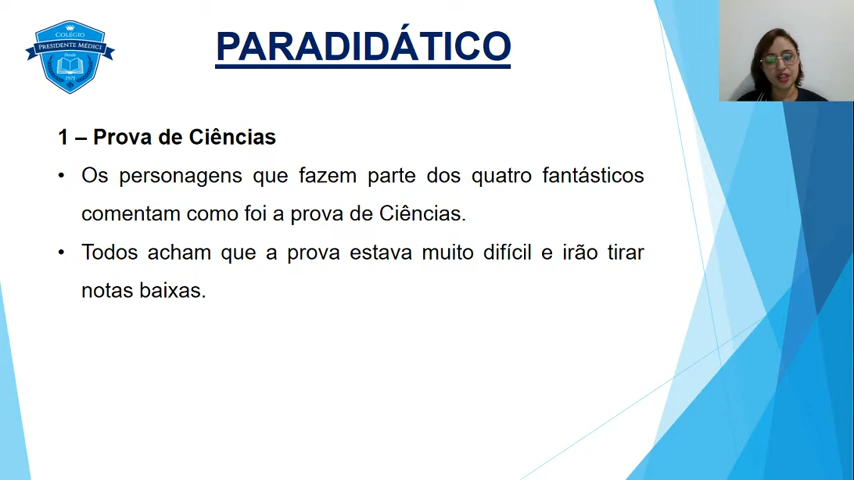 COLÉGIO
PRESIDENTE MÉDICI
PARADIDÁTICO
1 – Prova de Ciências
• Os personagens que fazem parte dos quatro fantásticos
comentam como foi a prova de Ciências.
• Todos acham que a prova estava muito difícil e irão tirar
notas baixas.